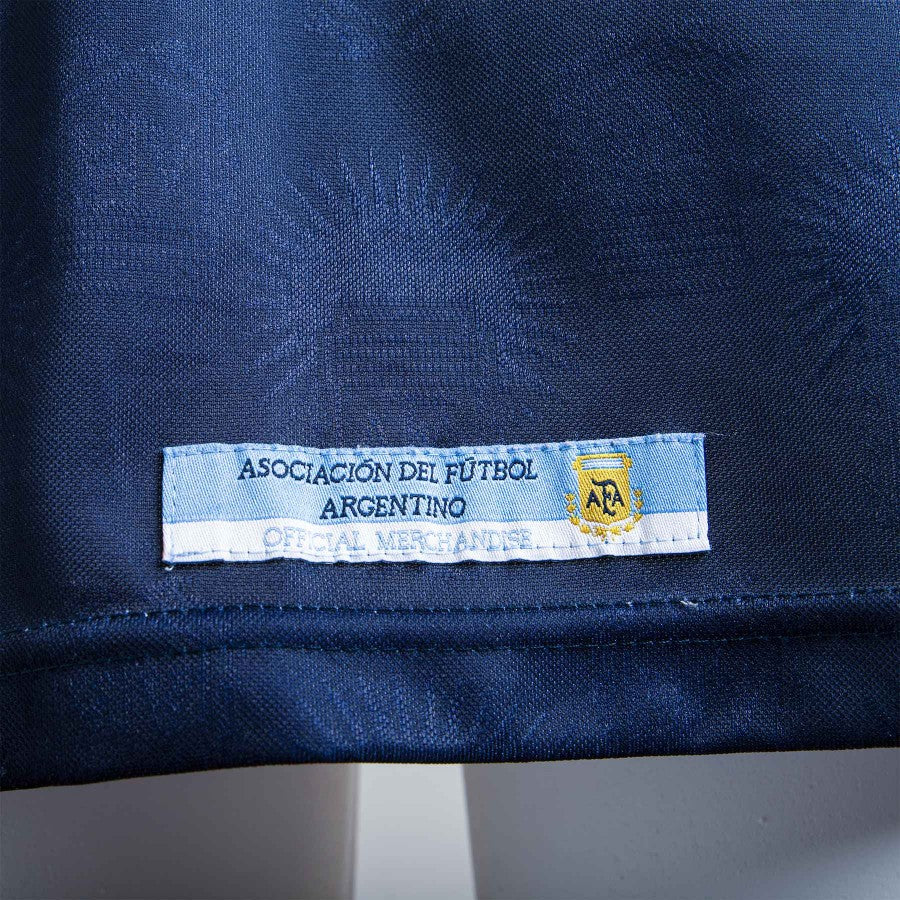 ASOCIACIÓN DEL FÚTBOL
ARGENTINO
OFFICIAL MERCHANDISE
AFA